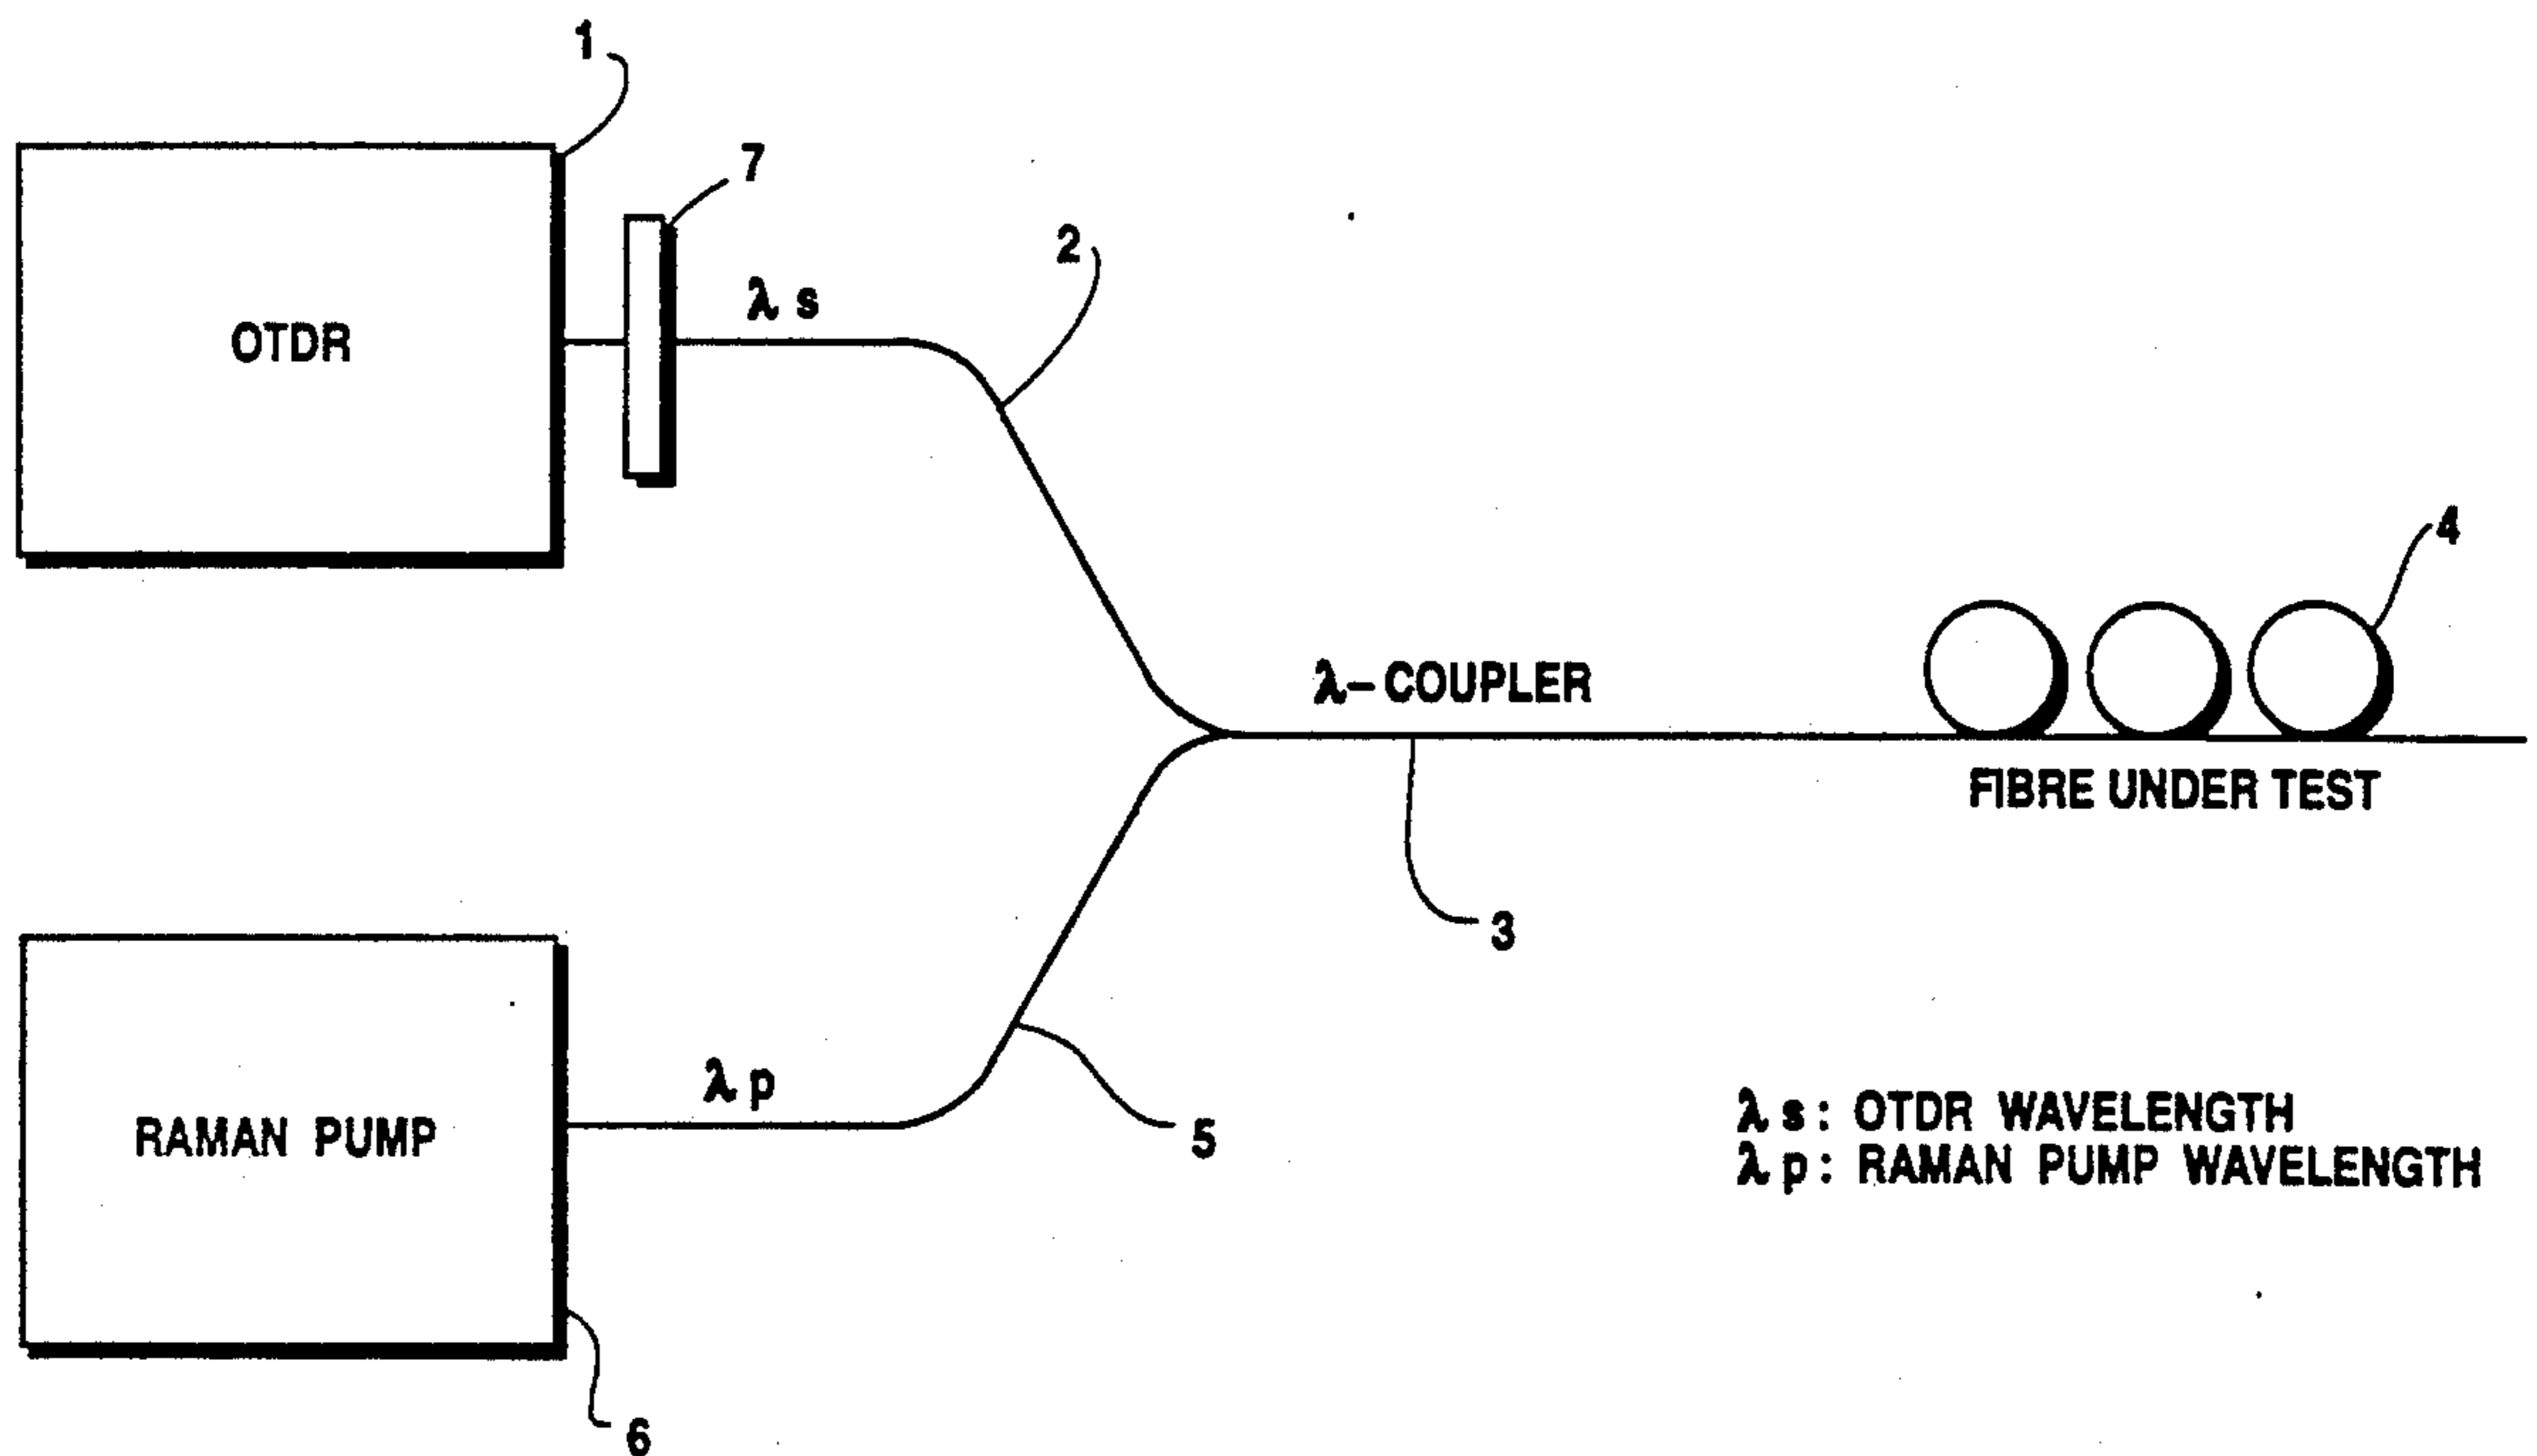 1
7
2
λ s
OTDR
4
λ–COUPLER
FIBRE UNDER TEST
3
λ p
RAMAN PUMP
5
λ s: OTDR WAVELENGTH
λ p: RAMAN PUMP WAVELENGTH
6